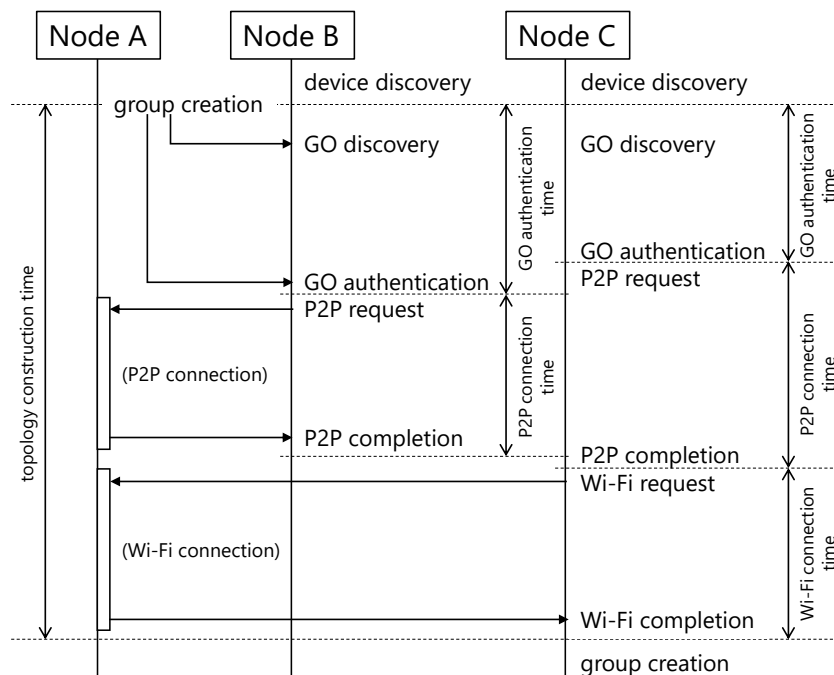 Node A
Node B
Node C
device discovery
device discovery
group creation
GO discovery
GO discovery
GO authentication
time
GO authentication
time
GO authentication
GO authentication
P2P request
P2P request
topology construction time
(P2P connection)
P2P connection
time
P2P connection
time
P2P completion
P2P completion
Wi-Fi request
(Wi-Fi connection)
Wi-Fi connection
time
Wi-Fi completion
group creation